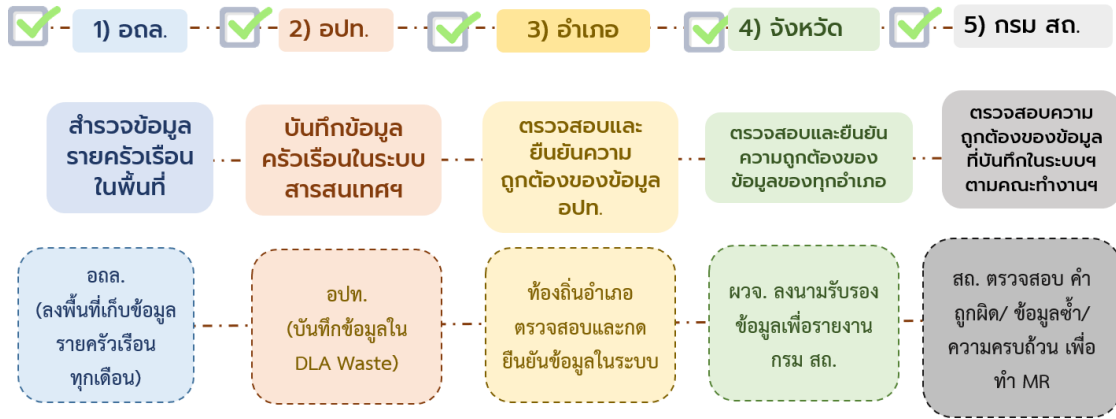 1) อถล.
2) อปท.
3) อำเภอ
4) จังหวัด
5) กรม สถ.
สำรวจข้อมูล
รายครัวเรือน
ในพื้นที่
บันทึกข้อมูล
ครัวเรือนในระบบ
สารสนเทศฯ
ตรวจสอบและ
ยืนยันความ
ถูกต้องของข้อมูล
อปท.
ตรวจสอบและยืนยัน
ความถูกต้องของ
ข้อมูลของทุกอำเภอ
ตรวจสอบความ
ถูกต้องของข้อมูล
ที่บันทึกในระบบฯ
ตามคณะทำงานฯ
อถล.
(ลงพื้นที่เก็บข้อมูล
รายครัวเรือน
ทุกเดือน)
อปท.
(บันทึกข้อมูลใน
DLA Waste)
ท้องถิ่นอำเภอ
ตรวจสอบและกด
ยืนยันข้อมูลในระบบ
ผวจ. ลงนามรับรอง
ข้อมูลเพื่อรายงาน
กรม สถ.
สถ. ตรวจสอบ คำ
ถูกผิด/ ข้อมูลซ้ำ/
ความครบถ้วน เพื่อ
ทำ MR